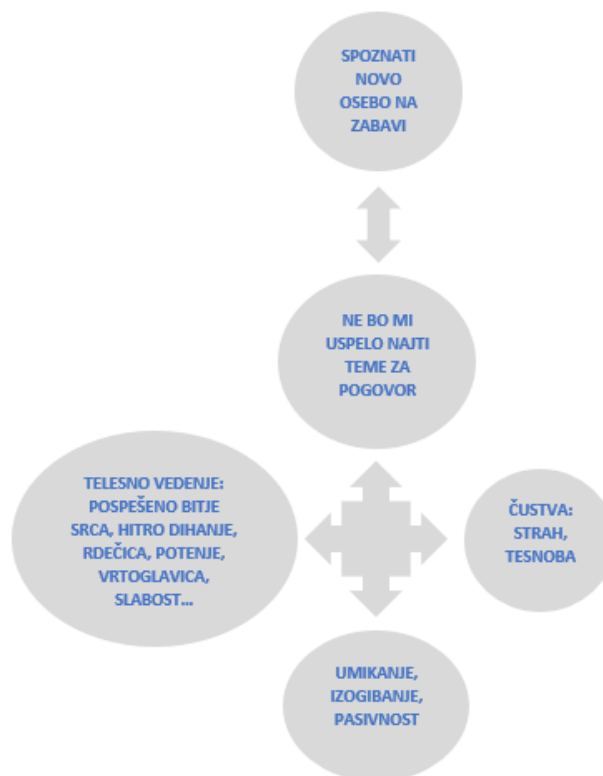 SPOZNATI
NOVO
OSEBO NA
ZABAVI
NE BO MI
USPELO NAJTI
TEME ZA
POGOVOR
TELESNO VEDENJE:
POSPEŠENO BITJE
SRCA, HITRO DIHANJE,
RDEČICA, POTENJE,
VRTOGLAVICA,
SLABOST...
ČUSTVA:
STRAH,
TESNOBA
UMIKANJE,
IZOGIBANJE,
PASIVNOST